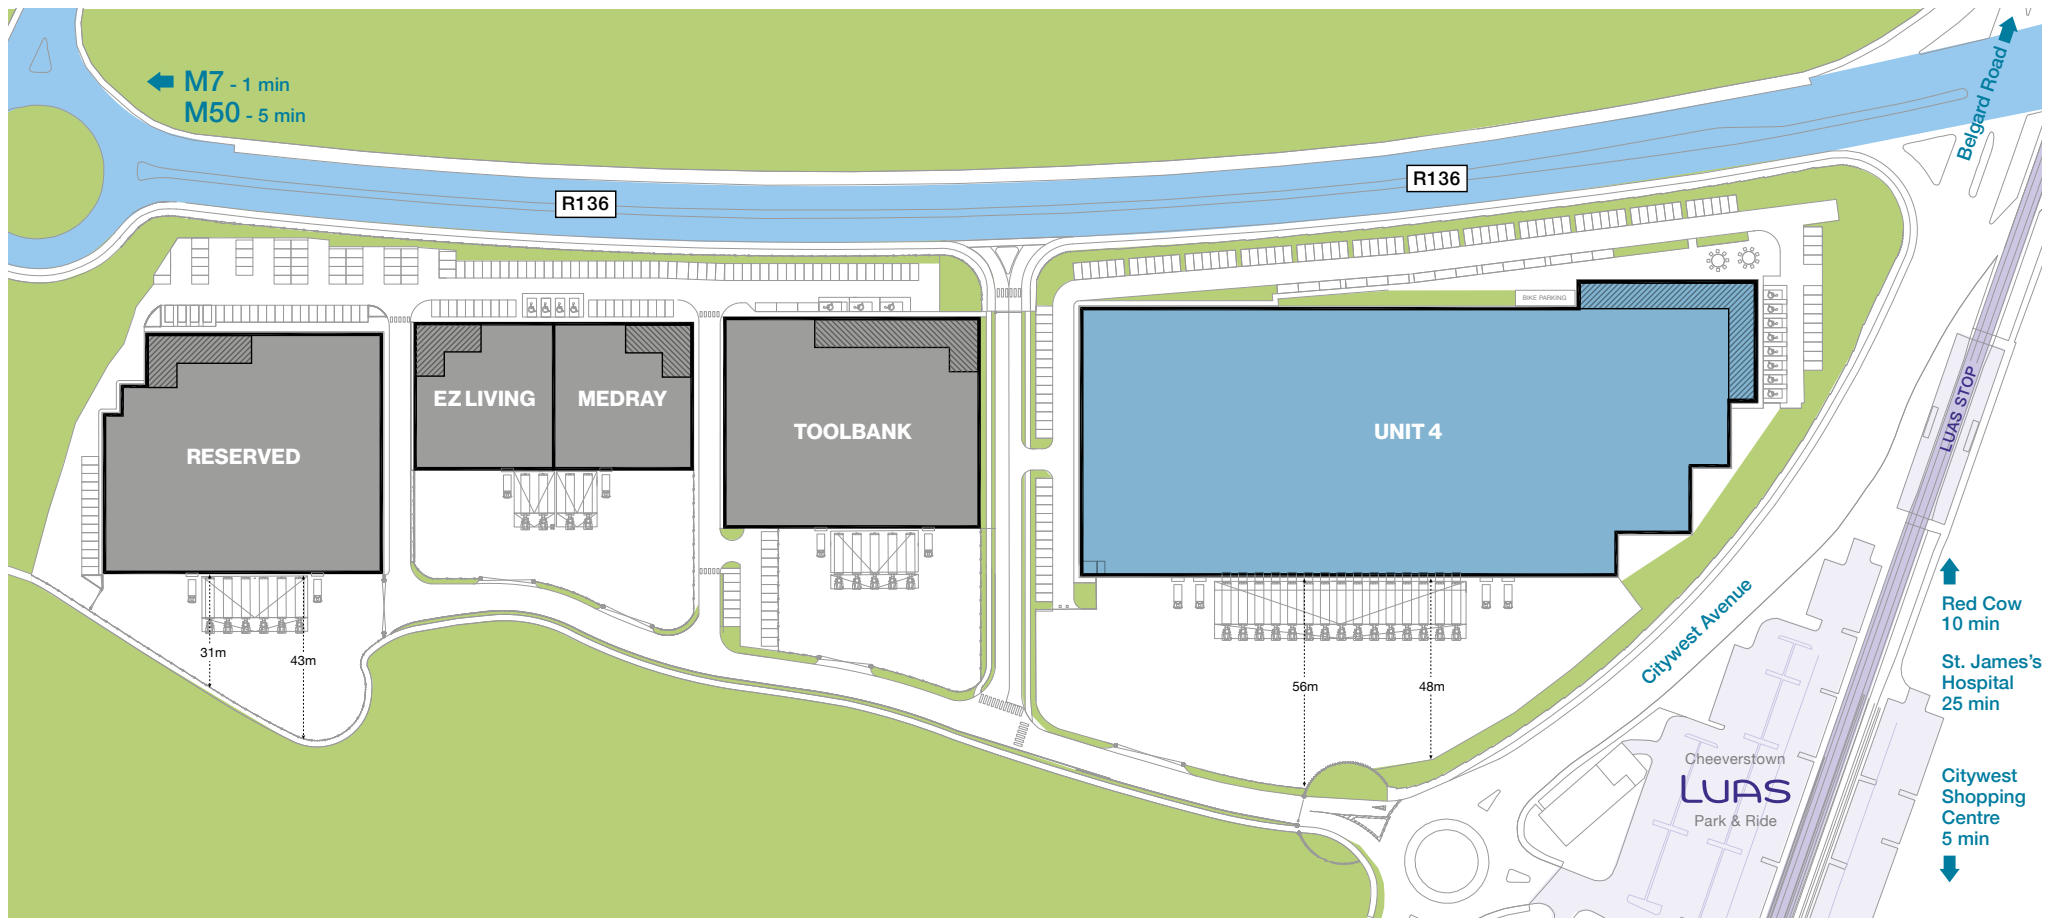 M7 - 1 min
M50 - 5 min
Belgard Road
R136
R136
BIKE PARKING
EZ LIVING
MEDRAY
TOOLBANK
UNIT 4
RESERVED
LUAS STOP
31m
43m
56m
48m
Citywest Avenue
Red Cow
10 min
St. James's
Hospital
25 min
Cheeverstown
LUAS
Park & Ride
Citywest
Shopping
Centre
5 min